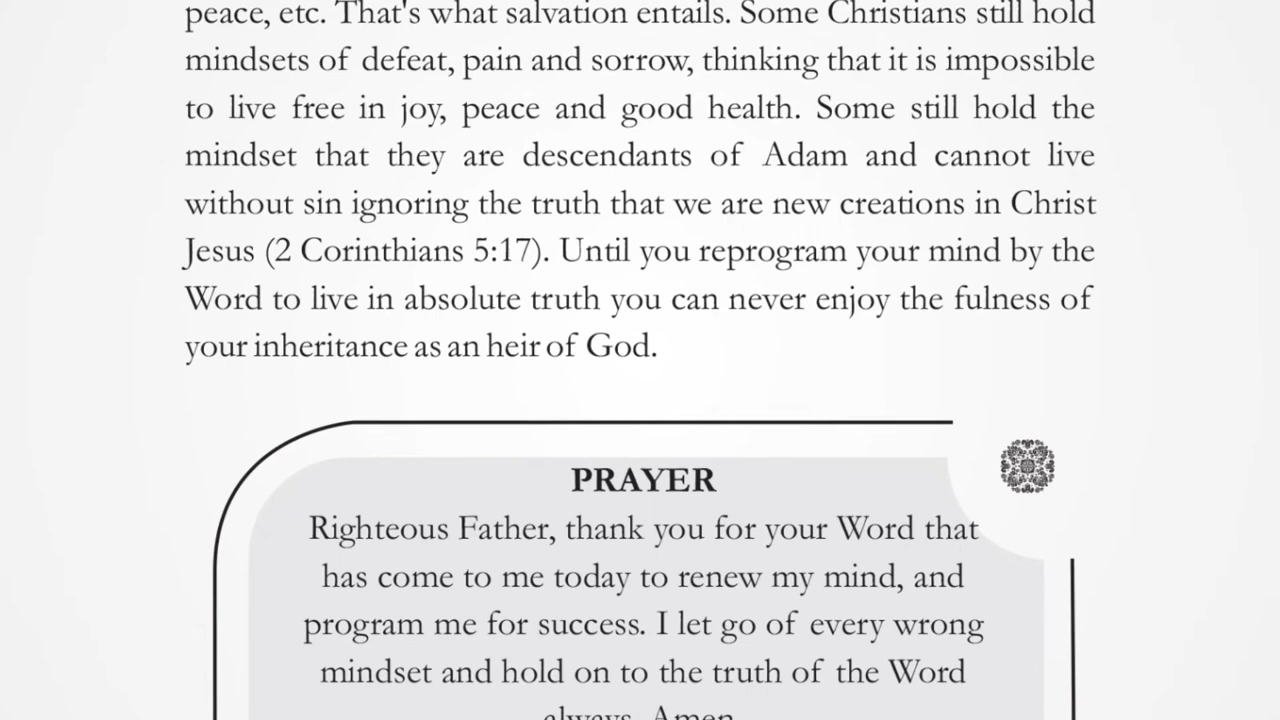 peace, etc. That's what salvation entails. Some Christians still hold
mindsets of defeat, pain and sorrow, thinking that it is impossible
to live free in joy, peace and good health. Some still hold the
mindset that they are descendants of Adam and cannot live
without sin ignoring the truth that we are new creations in Christ
Jesus (2 Corinthians 5:17). Until you reprogram your mind by the
Word to live in absolute truth you can never enjoy the fulness of
your inheritance as an heir of God.
PRAYER
Righteous Father, thank you for your Word that
has come to me today to renew my mind, and
program me for success. I let go of every wrong
mindset and hold on to the truth of the Word
always. Amen